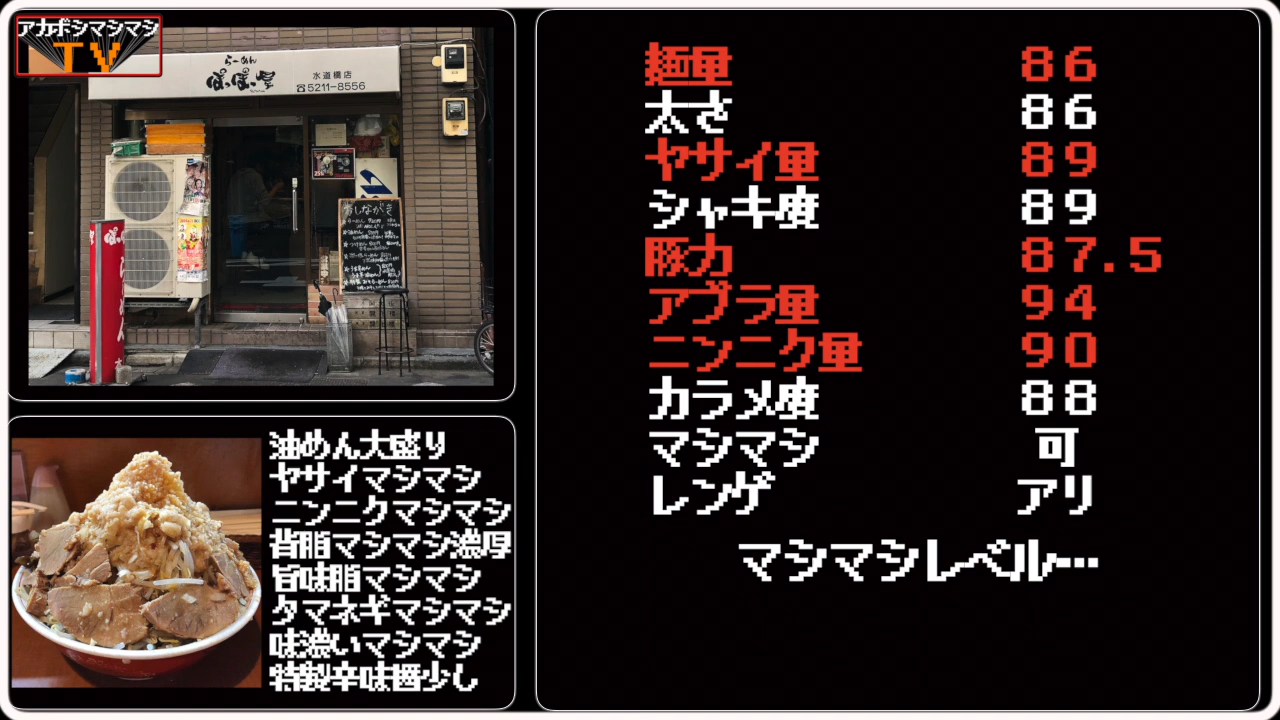 アカボシマシマシ
TV
らーめん
ぽっぽっ屋
水道橋店
☎5211-8556
おしながき
油めん大盛り
ヤサイマシマシ
ニンニクマシマシ
背脂マシマシ濃厚
旨味脂マシマシ
タマネギマシマシ
味濃いマシマシ
特製辛味醤少し
麺量 86
太さ 86
ヤサイ量 89
シャキ度 89
豚力 87.5
アブラ量 94
ニンニク量 90
カラメ度 88
マシマシ 可
レンゲ アリ
マシマシレベル…